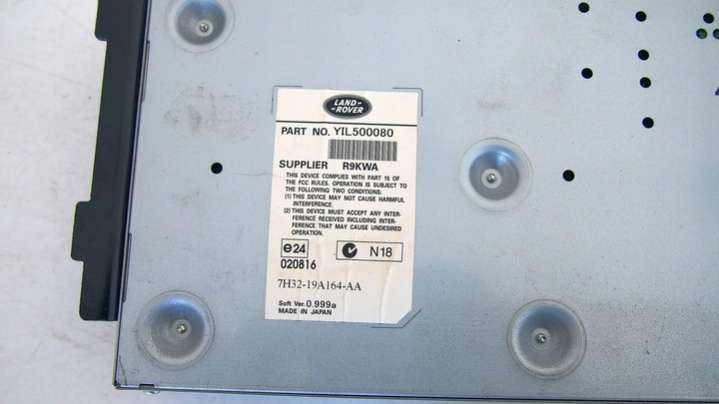 LAND-
-ROVER
PART NO. YIL500080
SUPPLIER R9KWA
THIS DEVICE COMPLIES WITH PART 15 OF
THE FCC RULES. OPERATION IS SUBJECT TO
THE FOLLOWING TWO CONDITIONS:
(1) THIS DEVICE MAY NOT CAUSE HARMFUL
INTERFERENCE.
(2) THIS DEVICE MUST ACCEPT ANY INTER-
FERENCE RECEIVED INCLUDING INTER-
FERENCE THAT MAY CAUSE UNDESIRED
OPERATION.
e24 N18
020816
7H32-19A164-AA
Soft Ver. 0.999a
MADE IN JAPAN